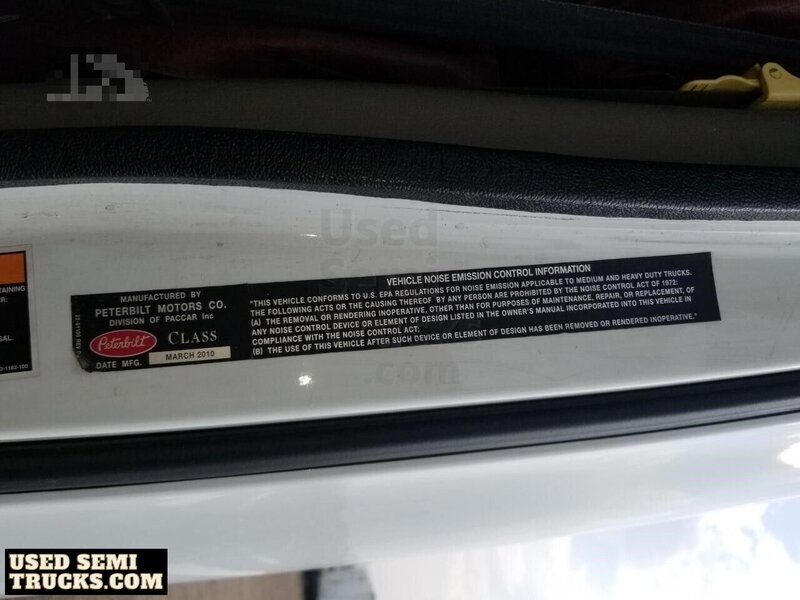 Used
.com
TAINING
SAL.
MANUFACTURED BY
PETERBILT MOTORS CO.
DIVISION OF PACCAR Inc
Peterbilt CLASS
DATE MFG. MARCH 2010
VEHICLE NOISE EMISSION CONTROL INFORMATION
"THIS VEHICLE CONFORMS TO U.S. EPA REGULATIONS FOR NOISE EMISSION APPLICABLE TO MEDIUM AND HEAVY DUTY TRUCKS.
THE FOLLOWING ACTS OR THE CAUSING THEREOF BY ANY PERSON ARE PROHIBITED BY THE NOISE CONTROL ACT OF 1972:
(A) THE REMOVAL OR RENDERING INOPERATIVE, OTHER THAN FOR PURPOSES OF MAINTENANCE, REPAIR, OR REPLACEMENT, OF
ANY NOISE CONTROL DEVICE OR ELEMENT OF DESIGN LISTED IN THE OWNER'S MANUAL INCORPORATED INTO THIS VEHICLE IN
COMPLIANCE WITH THE NOISE CONTROL ACT:
(B) THE USE OF THIS VEHICLE AFTER SUCH DEVICE OR ELEMENT OF DESIGN HAS BEEN REMOVED OR RENDERED INOPERATIVE."
USED SEMI
TRUCKS.COM